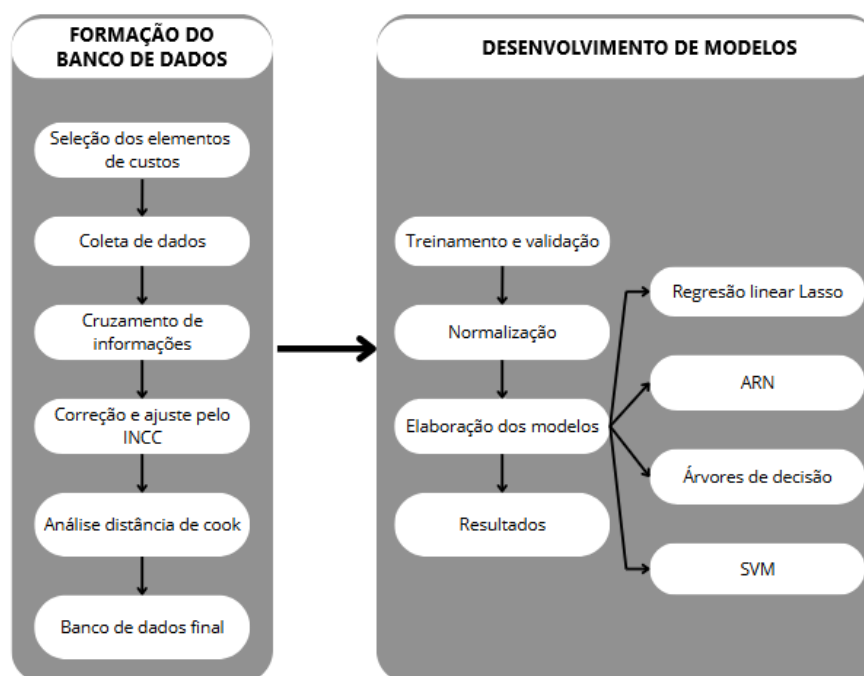 FORMAÇÃO DO
BANCO DE DADOS
Seleção dos elementos
de custos
Coleta de dados
Cruzamento de
informações
Correção e ajuste pelo
INCC
Análise distância de cook
Banco de dados final
DESENVOLVIMENTO DE MODELOS
Treinamento e validação
Normalização
Elaboração dos modelos
Resultados
Regresão linear Lasso
ARN
Árvores de decisão
SVM